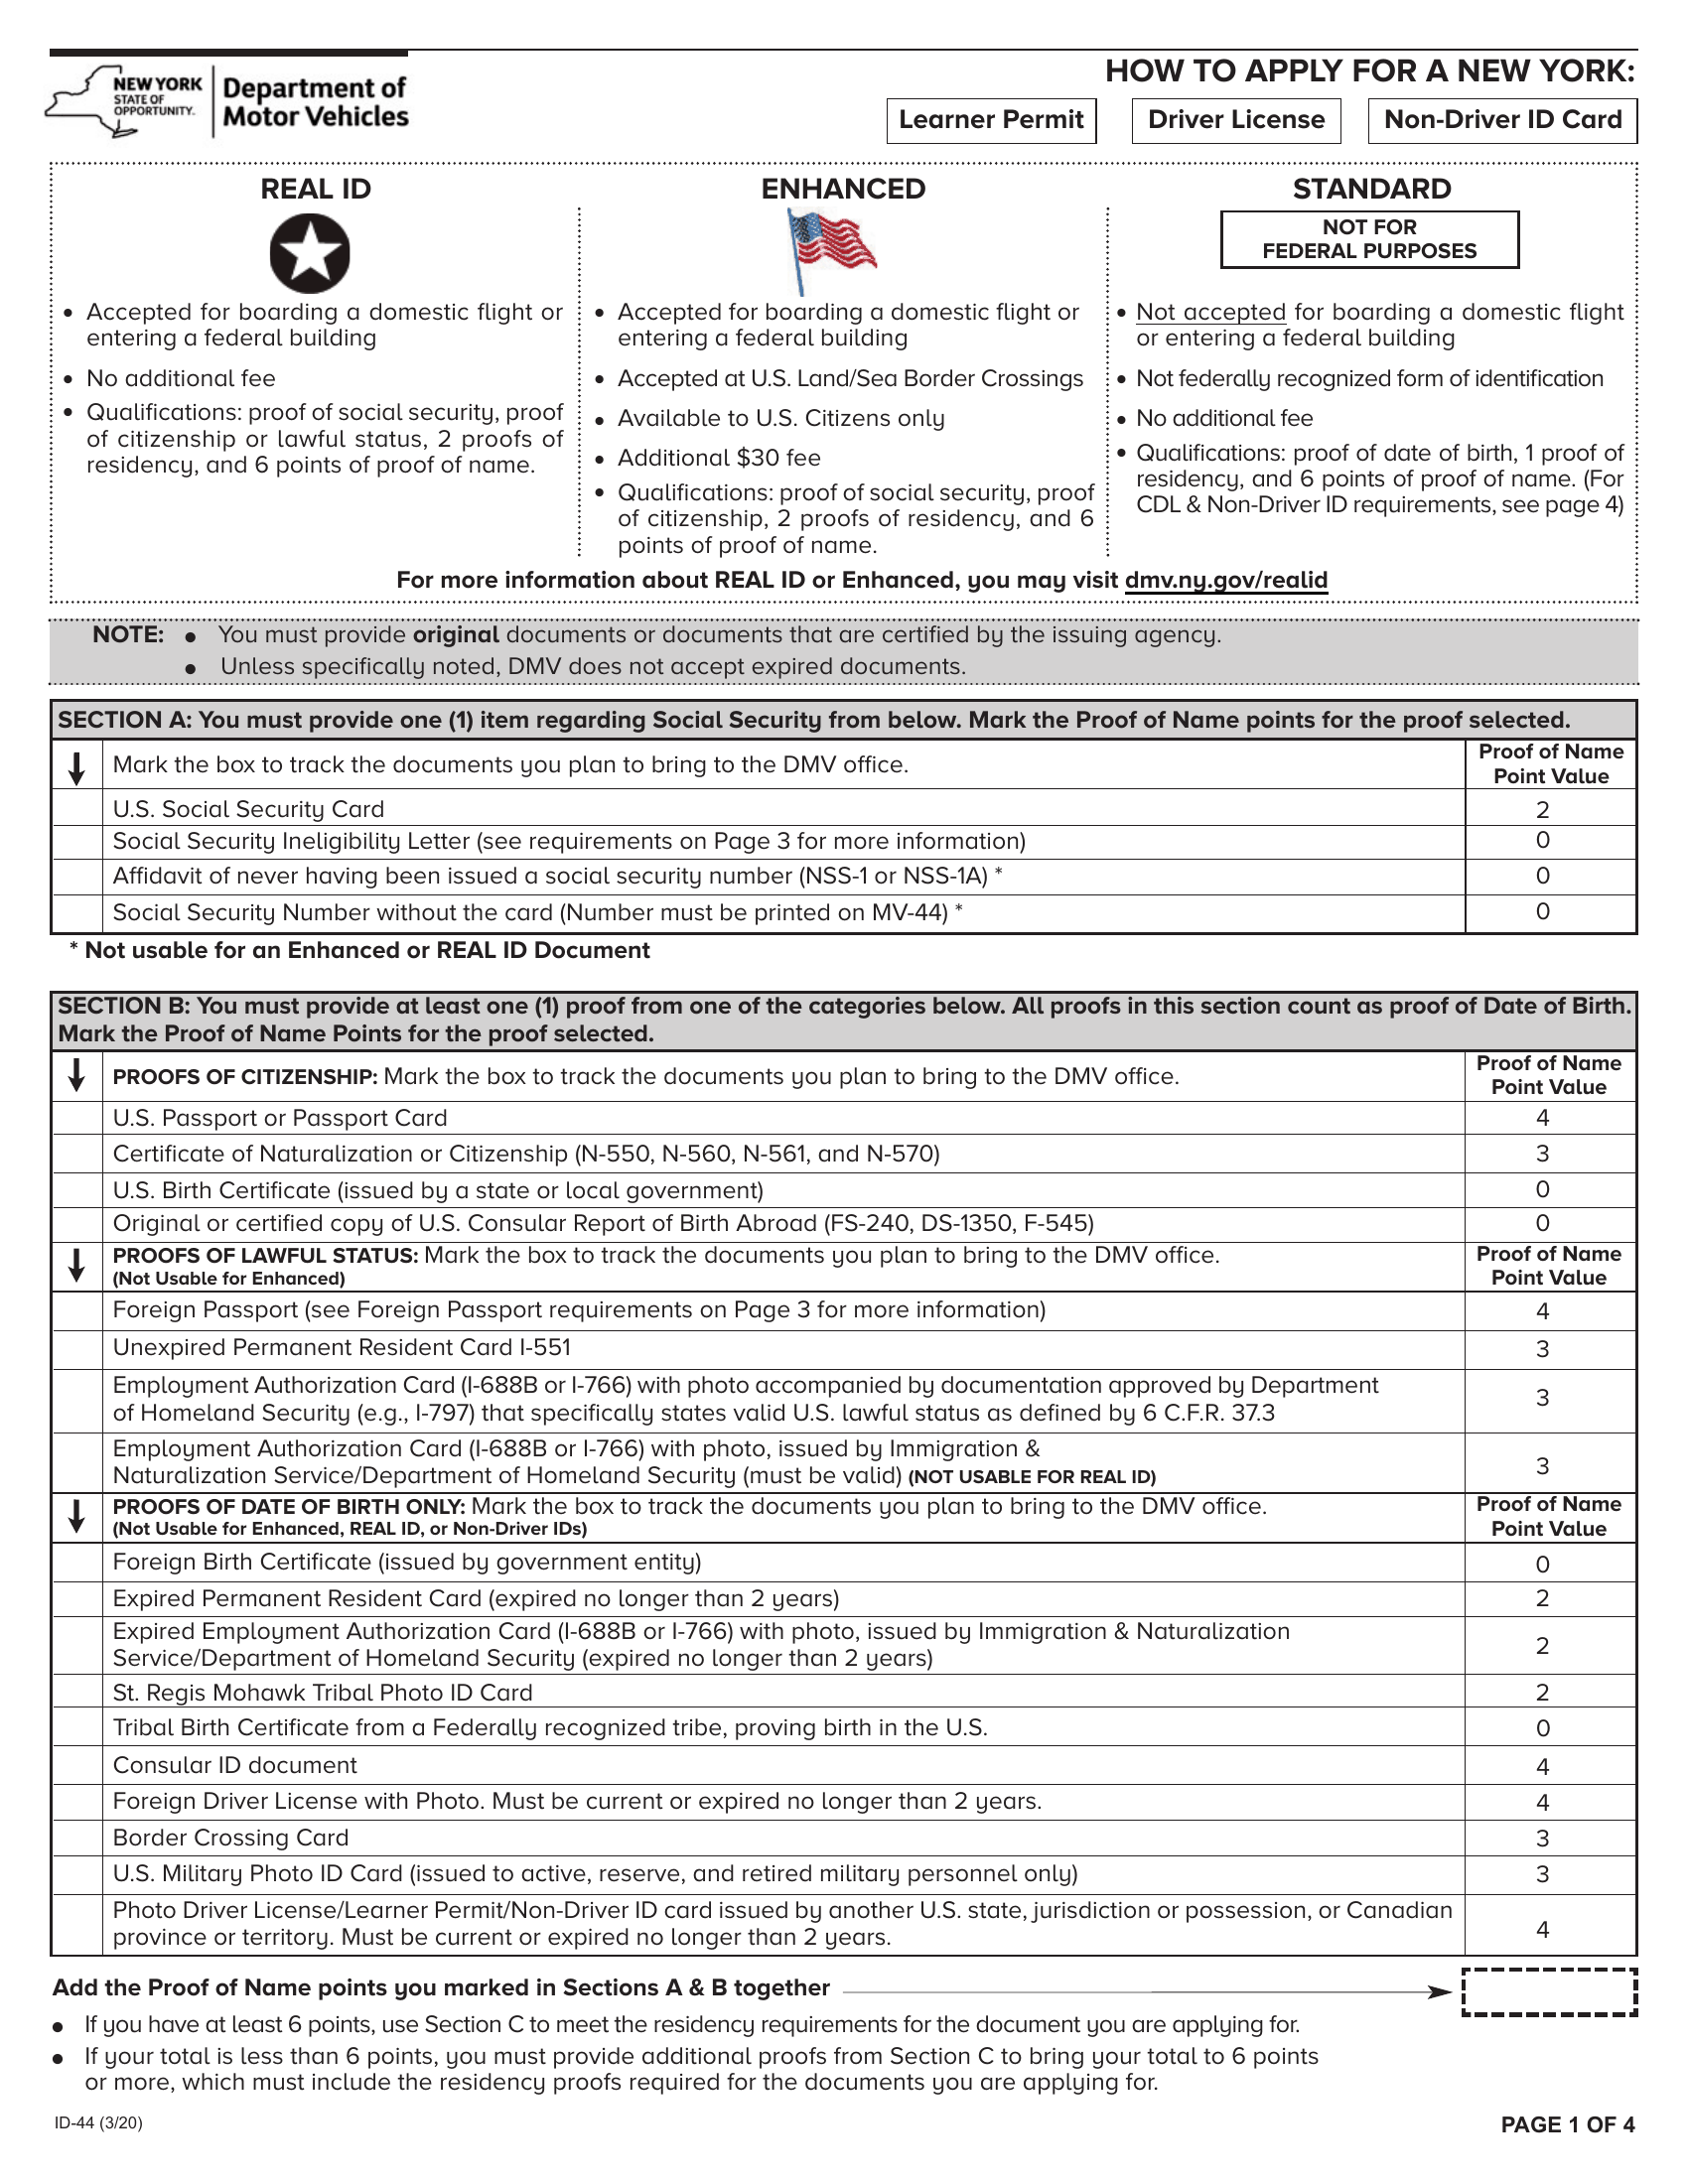 NEW YORK
STATE OF
OPPORTUNITY.
Department of
Motor Vehicles
HOW TO APPLY FOR A NEW YORK:
Learner Permit
Driver License
Non-Driver ID Card
REAL ID
• Accepted for boarding a domestic flight or
entering a federal building
• No additional fee
• Qualifications: proof of social security, proof
of citizenship or lawful status, 2 proofs of
residency, and 6 points of proof of name.
ENHANCED
• Accepted for boarding a domestic flight or
entering a federal building
• Accepted at U.S. Land/Sea Border Crossings
• Available to U.S. Citizens only
• Additional $30 fee
• Qualifications: proof of social security, proof
of citizenship, 2 proofs of residency, and 6
points of proof of name.
STANDARD
NOT FOR
FEDERAL PURPOSES
• Not accepted for boarding a domestic flight
or entering a federal building
• Not federally recognized form of identification
• No additional fee
• Qualifications: proof of date of birth, 1 proof of
residency, and 6 points of proof of name. (For
CDL & Non-Driver ID requirements, see page 4)
For more information about REAL ID or Enhanced, you may visit dmv.ny.gov/realid
NOTE: • You must provide original documents or documents that are certified by the issuing agency.
• Unless specifically noted, DMV does not accept expired documents.
SECTION A: You must provide one (1) item regarding Social Security from below. Mark the Proof of Name points for the proof selected.
Mark the box to track the documents you plan to bring to the DMV office.
Proof of Name
Point Value
U.S. Social Security Card 2
Social Security Ineligibility Letter (see requirements on Page 3 for more information) 0
Affidavit of never having been issued a social security number (NSS-1 or NSS-1A) * 0
Social Security Number without the card (Number must be printed on MV-44) * 0
* Not usable for an Enhanced or REAL ID Document
SECTION B: You must provide at least one (1) proof from one of the categories below. All proofs in this section count as proof of Date of Birth.
Mark the Proof of Name Points for the proof selected.
PROOFS OF CITIZENSHIP: Mark the box to track the documents you plan to bring to the DMV office.
Proof of Name
Point Value
U.S. Passport or Passport Card 4
Certificate of Naturalization or Citizenship (N-550, N-560, N-561, and N-570) 3
U.S. Birth Certificate (issued by a state or local government) 0
Original or certified copy of U.S. Consular Report of Birth Abroad (FS-240, DS-1350, F-545) 0
PROOFS OF LAWFUL STATUS: Mark the box to track the documents you plan to bring to the DMV office.
(Not Usable for Enhanced)
Proof of Name
Point Value
Foreign Passport (see Foreign Passport requirements on Page 3 for more information) 4
Unexpired Permanent Resident Card I-551 3
Employment Authorization Card (I-688B or I-766) with photo accompanied by documentation approved by Department
of Homeland Security (e.g., I-797) that specifically states valid U.S. lawful status as defined by 6 C.F.R. 37.3
3
Employment Authorization Card (I-688B or I-766) with photo, issued by Immigration &
Naturalization Service/Department of Homeland Security (must be valid) (NOT USABLE FOR REAL ID)
3
PROOFS OF DATE OF BIRTH ONLY: Mark the box to track the documents you plan to bring to the DMV office.
(Not Usable for Enhanced, REAL ID, or Non-Driver IDs)
Proof of Name
Point Value
Foreign Birth Certificate (issued by government entity) 0
Expired Permanent Resident Card (expired no longer than 2 years) 2
Expired Employment Authorization Card (I-688B or I-766) with photo, issued by Immigration & Naturalization
Service/Department of Homeland Security (expired no longer than 2 years)
2
St. Regis Mohawk Tribal Photo ID Card 2
Tribal Birth Certificate from a Federally recognized tribe, proving birth in the U.S. 0
Consular ID document 4
Foreign Driver License with Photo. Must be current or expired no longer than 2 years. 4
Border Crossing Card 3
U.S. Military Photo ID Card (issued to active, reserve, and retired military personnel only) 3
Photo Driver License/Learner Permit/Non-Driver ID card issued by another U.S. state, jurisdiction or possession, or Canadian
province or territory. Must be current or expired no longer than 2 years.
4
Add the Proof of Name points you marked in Sections A & B together
• If you have at least 6 points, use Section C to meet the residency requirements for the document you are applying for.
• If your total is less than 6 points, you must provide additional proofs from Section C to bring your total to 6 points
or more, which must include the residency proofs required for the documents you are applying for.
ID-44 (3/20)
PAGE 1 OF 4